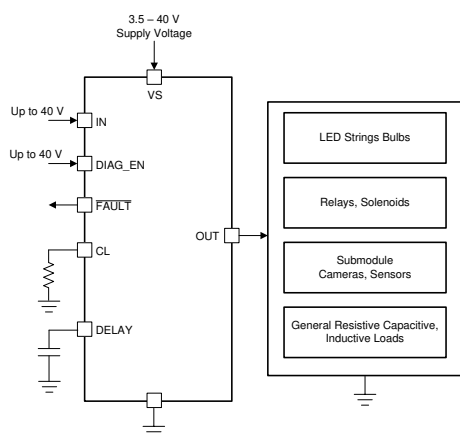 3.5 – 40 V
Supply Voltage
VS
Up to 40 V
IN
Up to 40 V
DIAG_EN
FAULT
CL
DELAY
OUT
LED Strings Bulbs
Relays, Solenoids
Submodule
Cameras, Sensors
General Resistive Capacitive,
Inductive Loads